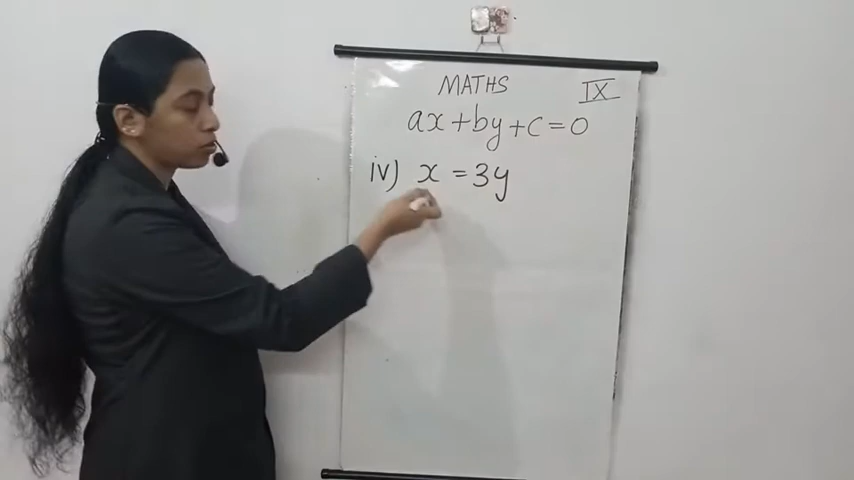 MATHS
IX
ax+by+c=0
iv) x = 3y